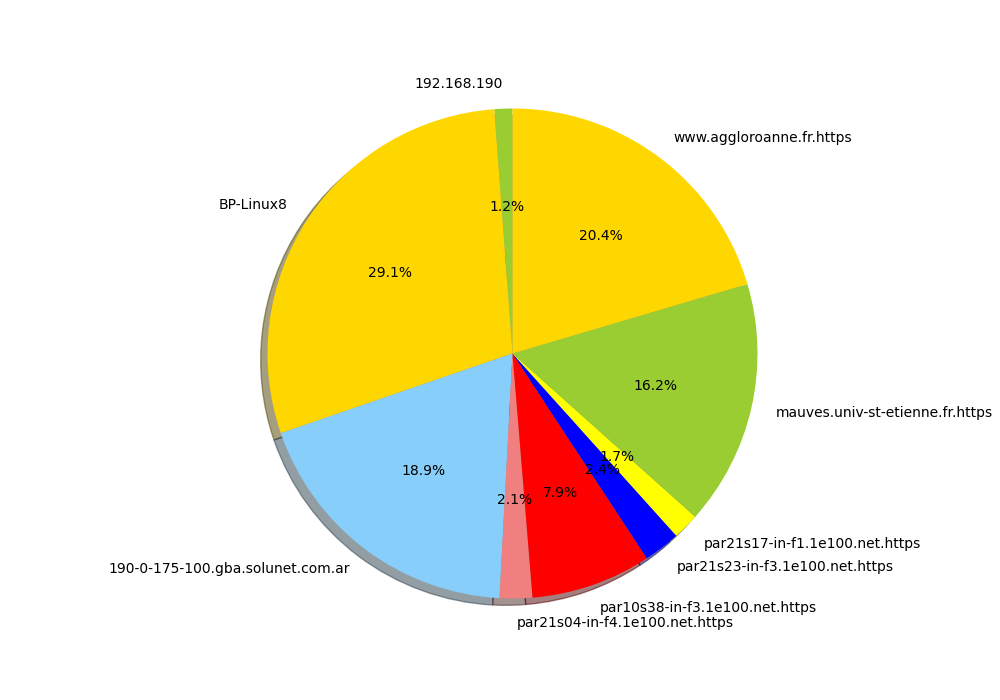 192.168.190
www.aggloroanne.fr.https
BP-Linux8
1.2%
20.4%
29.1%
16.2%
mauves.univ-st-etienne.fr.https
1.7%
2.4%
18.9%
7.9%
2.1%
par21s17-in-f1.1e100.net.https
par21s23-in-f3.1e100.net.https
190-0-175-100.gba.solunet.com.ar
par10s38-in-f3.1e100.net.https
par21s04-in-f4.1e100.net.https